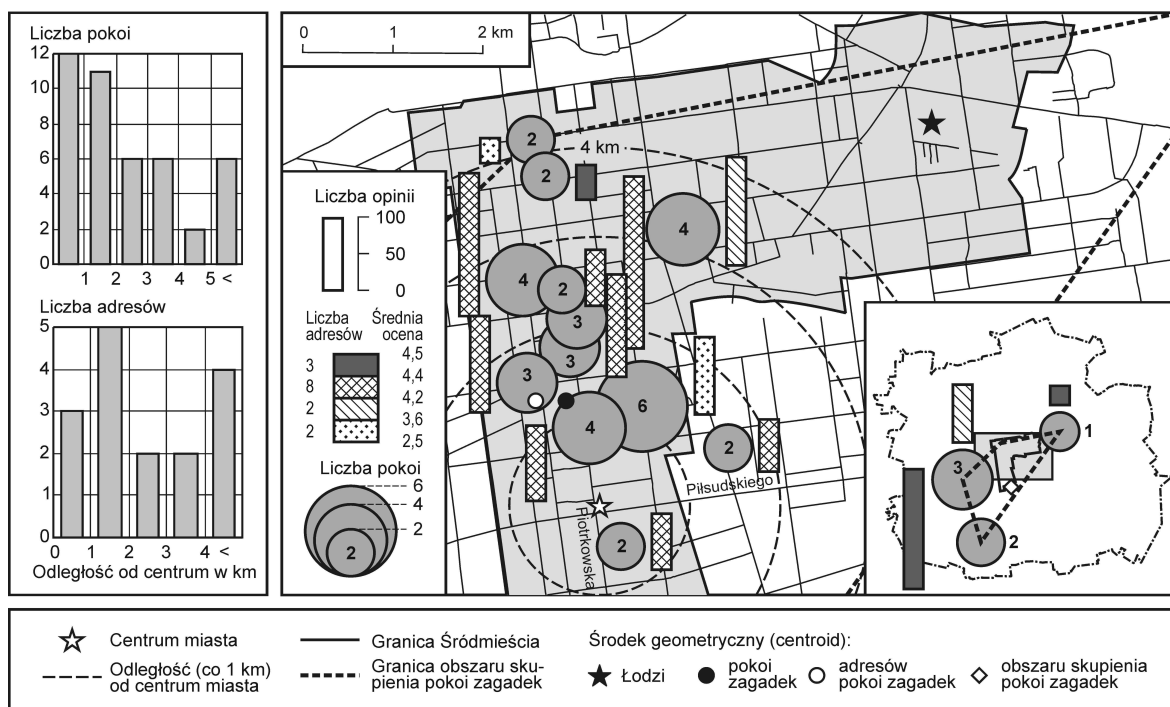 Liczba pokoi
12
10
8
6
4
2
0
1 2 3 4 5 <
Liczba adresów
5
4
3
2
1
0
0 1 2 3 4 <
Odległość od centrum w km
0 1 2 km
Liczba opinii
100
50
0
Liczba adresów
Średnia ocena
4,5
3
4,4
8
4,2
2
3,6
2
2,5
Liczba pokoi
6
4
2
2
2
2
4 km
4
4
2
3
3
3
6
4
2
Piłsudskiego
Piotrkowska
2
1
3
2
Centrum miasta
Odległość (co 1 km)
od centrum miasta
Granica Śródmieścia
Granica obszaru sku-
pienia pokoi zagadek
Środek geometryczny (centroid):
Łodzi
pokoi
zagadek
adresów
pokoi zagadek
obszaru skupienia
pokoi zagadek